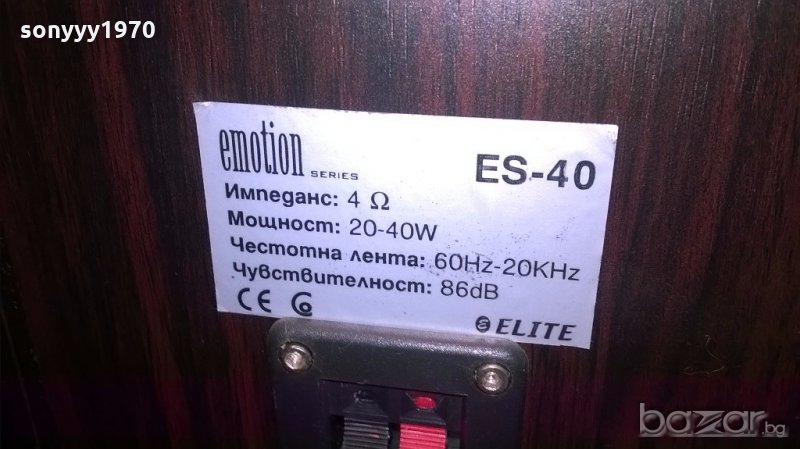 sonyyy1970
emotion SERIES ES-40
Импеданс: 4 Ω
Мощност: 20-40W
Честотна лента: 60Hz-20KHz
Чувствителност: 86dB
CE
ELITE
bazar.bg